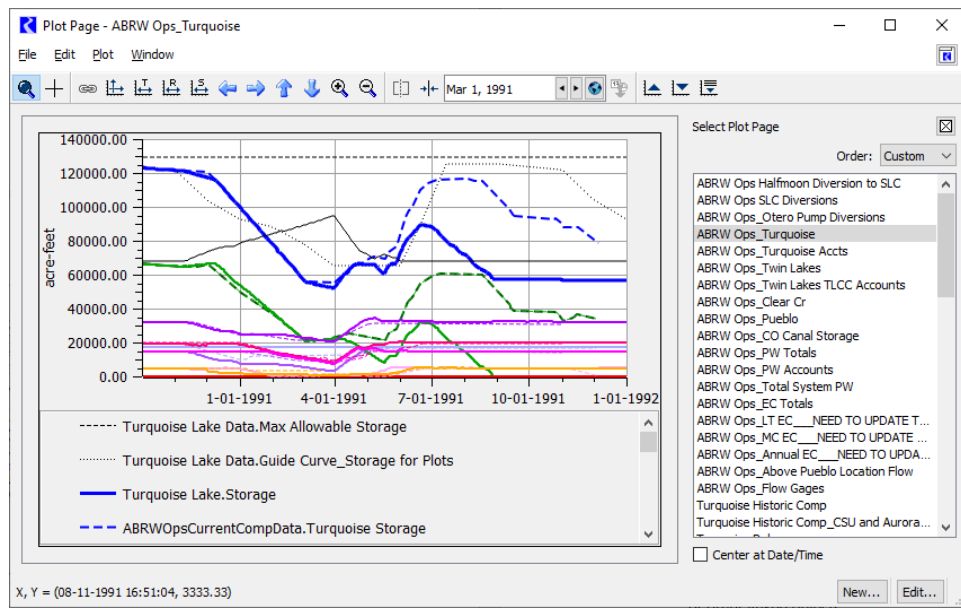 Plot Page - ABRW Ops_Turquoise
File Edit Plot Window
Mar 1, 1991
Select Plot Page
Order: Custom
140000.00
120000.00
100000.00
80000.00
60000.00
40000.00
20000.00
0.00
acre-feet
1-01-1991 4-01-1991 7-01-1991 10-01-1991 1-01-1992
Turquoise Lake Data.Max Allowable Storage
Turquoise Lake Data.Guide Curve_Storage for Plots
Turquoise Lake.Storage
ABRWOpsCurrentCompData.Turquoise Storage
ABRW Ops Halfmoon Diversion to SLC
ABRW Ops SLC Diversions
ABRW Ops_Otero Pump Diversions
ABRW Ops_Turquoise
ABRW Ops_Turquoise Accts
ABRW Ops_Twin Lakes
ABRW Ops_Twin Lakes TLCC Accounts
ABRW Ops_Clear Cr
ABRW Ops_Pueblo
ABRW Ops_CO Canal Storage
ABRW Ops_PW Totals
ABRW Ops_PW Accounts
ABRW Ops_Total System PW
ABRW Ops_EC Totals
ABRW Ops_LT EC___NEED TO UPDATE T...
ABRW Ops_MC EC___NEED TO UPDATE ...
ABRW Ops_Annual EC___NEED TO UPDA...
ABRW Ops_Above Pueblo Location Flow
ABRW Ops_Flow Gages
Turquoise Historic Comp
Turquoise Historic Comp_CSU and Aurora...
Center at Date/Time
X, Y = (08-11-1991 16:51:04, 3333.33)
New... Edit...